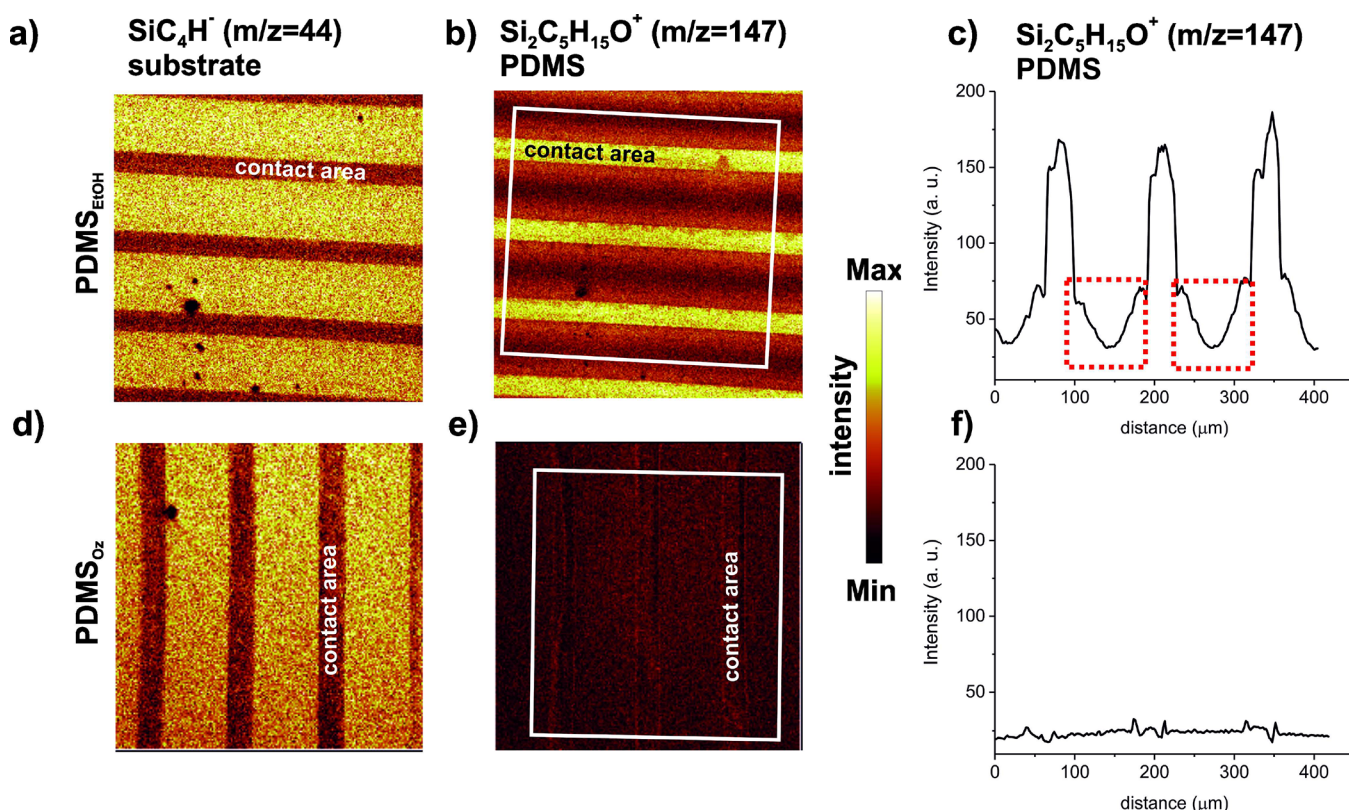 a) SiC₄H⁻ (m/z=44)
substrate
b) Si₂C₅H₁₅O⁺ (m/z=147)
PDMS
c) Si₂C₅H₁₅O⁺ (m/z=147)
PDMS
PDMS_EtOH
contact area
contact area
Max
intensity
Min
200
150
100
50
Intensity (a. u.)
0 100 200 300 400
distance (μm)
d)
e)
f)
PDMS_Oz
contact area
contact area
200
150
100
50
Intensity (a. u.)
0 100 200 300 400
distance (μm)